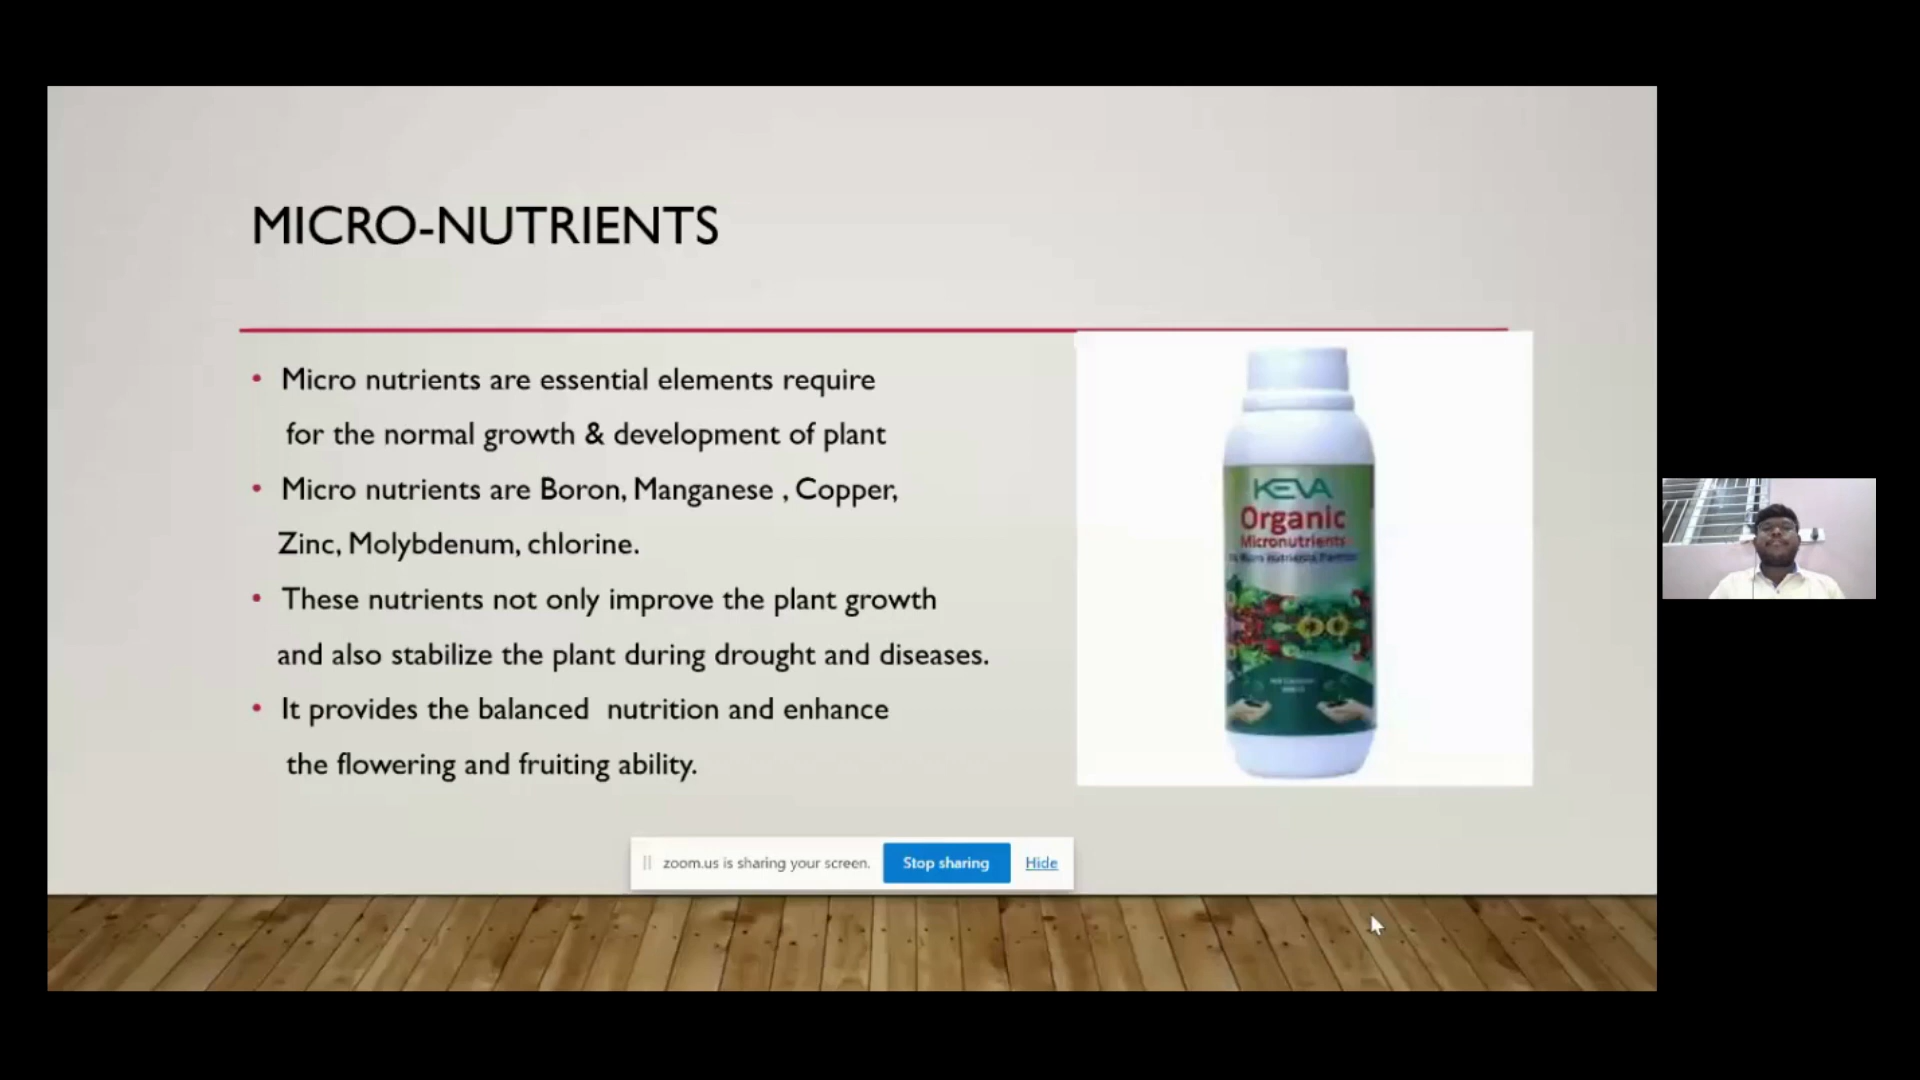 MICRO-NUTRIENTS
• Micro nutrients are essential elements require
for the normal growth & development of plant
• Micro nutrients are Boron, Manganese , Copper,
Zinc, Molybdenum, chlorine.
• These nutrients not only improve the plant growth
and also stabilize the plant during drought and diseases.
• It provides the balanced nutrition and enhance
the flowering and fruiting ability.
KEVA
Organic
Micronutrients
zoom.us is sharing your screen.
Stop sharing
Hide